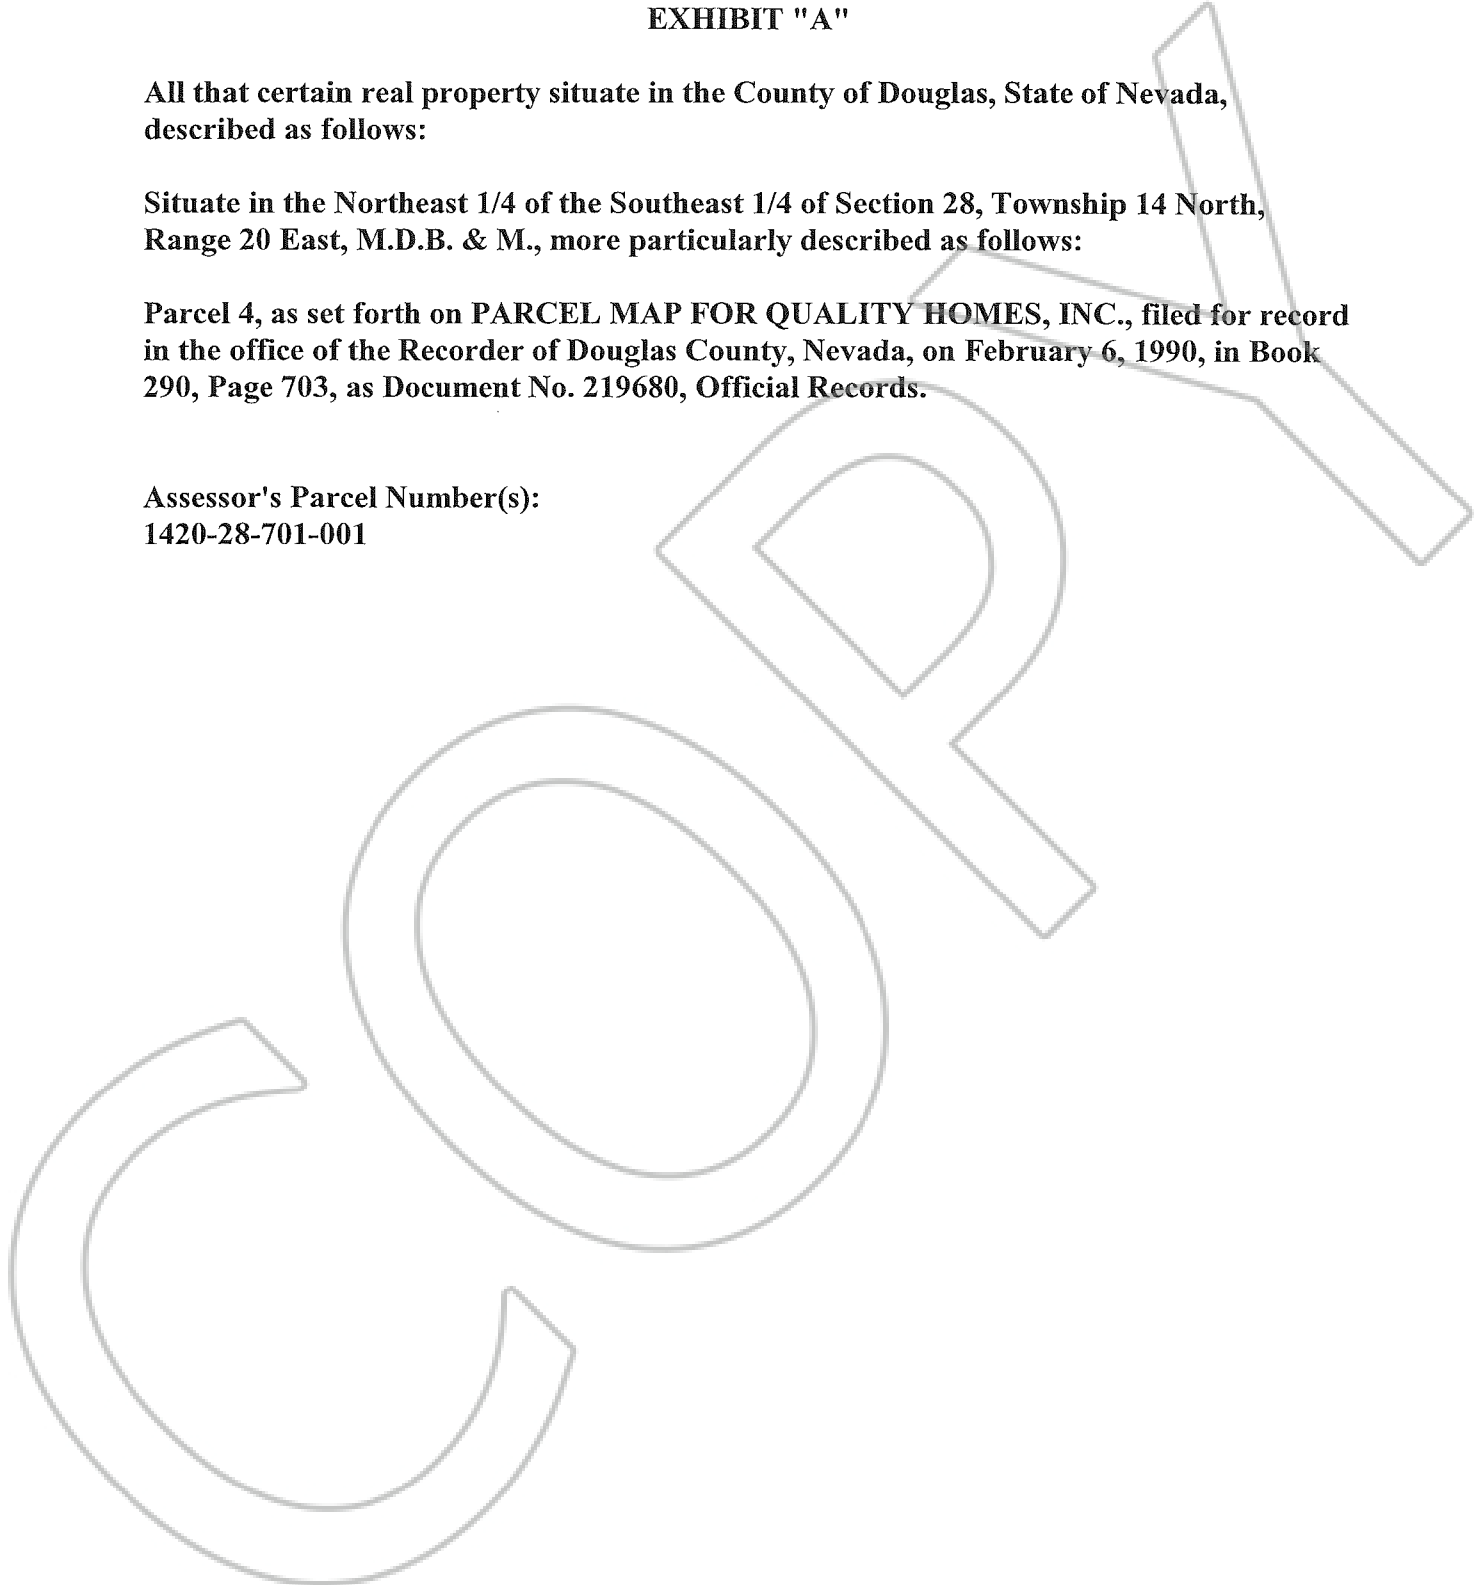 EXHIBIT "A"
All that certain real property situate in the County of Douglas, State of Nevada,
described as follows:
Situate in the Northeast 1/4 of the Southeast 1/4 of Section 28, Township 14 North,
Range 20 East, M.D.B. & M., more particularly described as follows:
Parcel 4, as set forth on PARCEL MAP FOR QUALITY HOMES, INC., filed for record
in the office of the Recorder of Douglas County, Nevada, on February 6, 1990, in Book
290, Page 703, as Document No. 219680, Official Records.
Assessor's Parcel Number(s):
1420-28-701-001
COPY